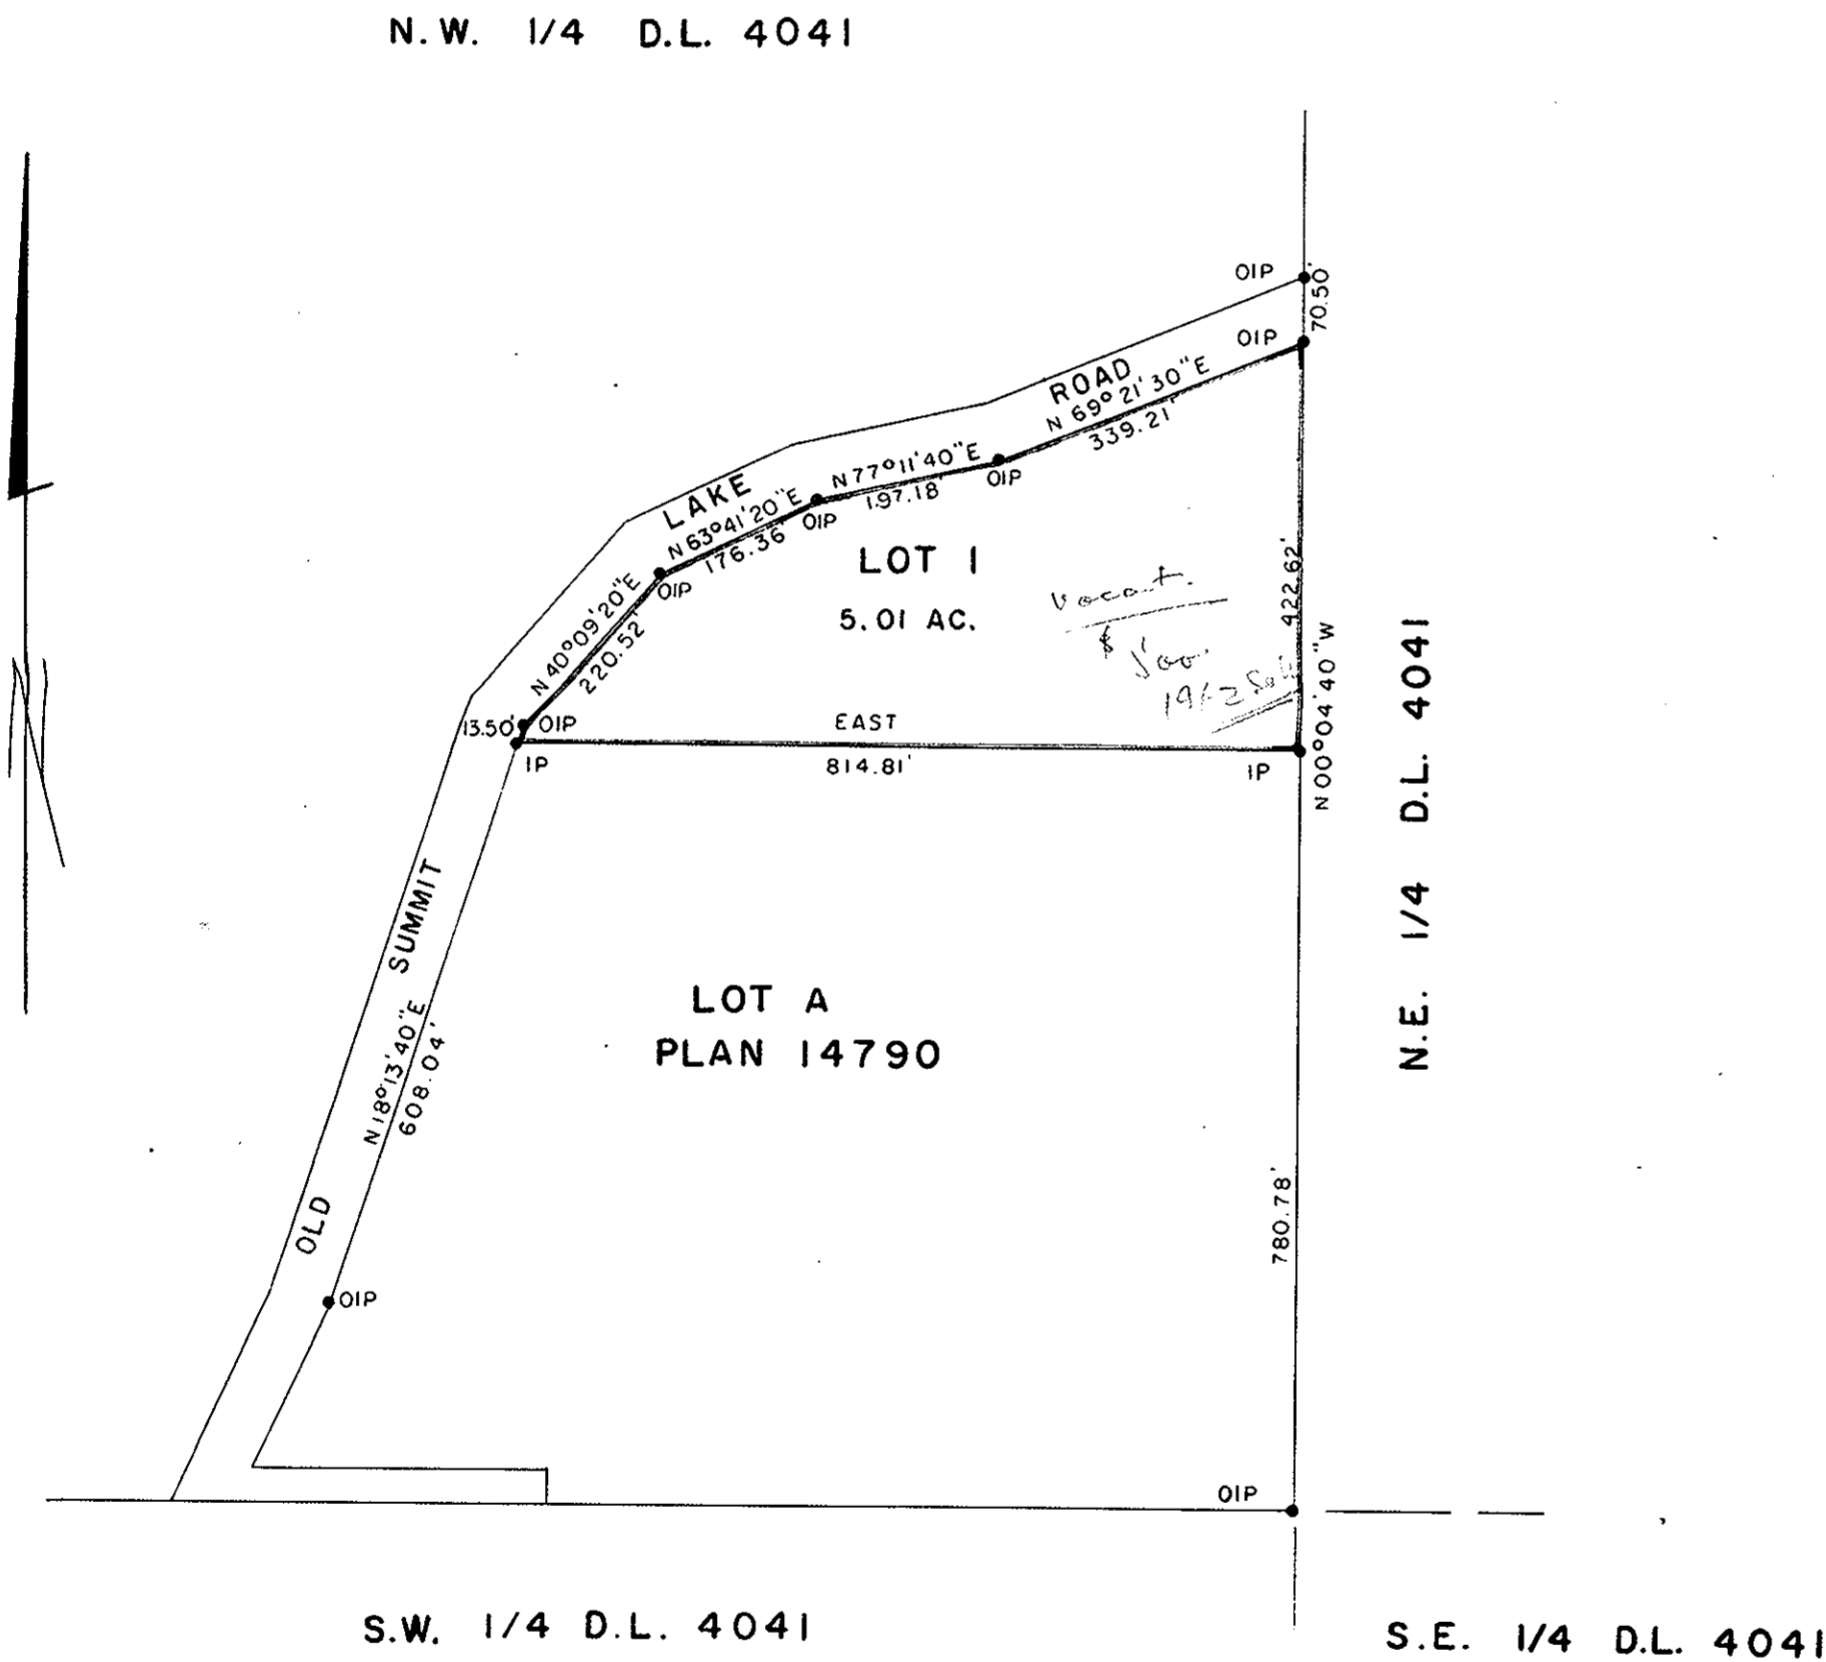 N.W. 1/4 D.L. 4041
OIP
70.50'
OIP
ROAD
N 69° 21' 30" E
339.21'
N 77° 11' 40" E
OIP
197.18'
LAKE
N 63° 41' 20" E
OIP
176.36'
LOT 1
5.01 AC.
Vacant.
$
1962
422.62'
N 40° 09' 20" E
OIP
220.52'
13.50'
OIP
EAST
IP
814.81'
IP
N 00° 04' 40" W
N.E. 1/4 D.L. 4041
OLD SUMMIT
N 18° 13' 40" E
608.04'
LOT A
PLAN 14790
780.78'
OIP
OIP
N
S.W. 1/4 D.L. 4041
S.E. 1/4 D.L. 4041